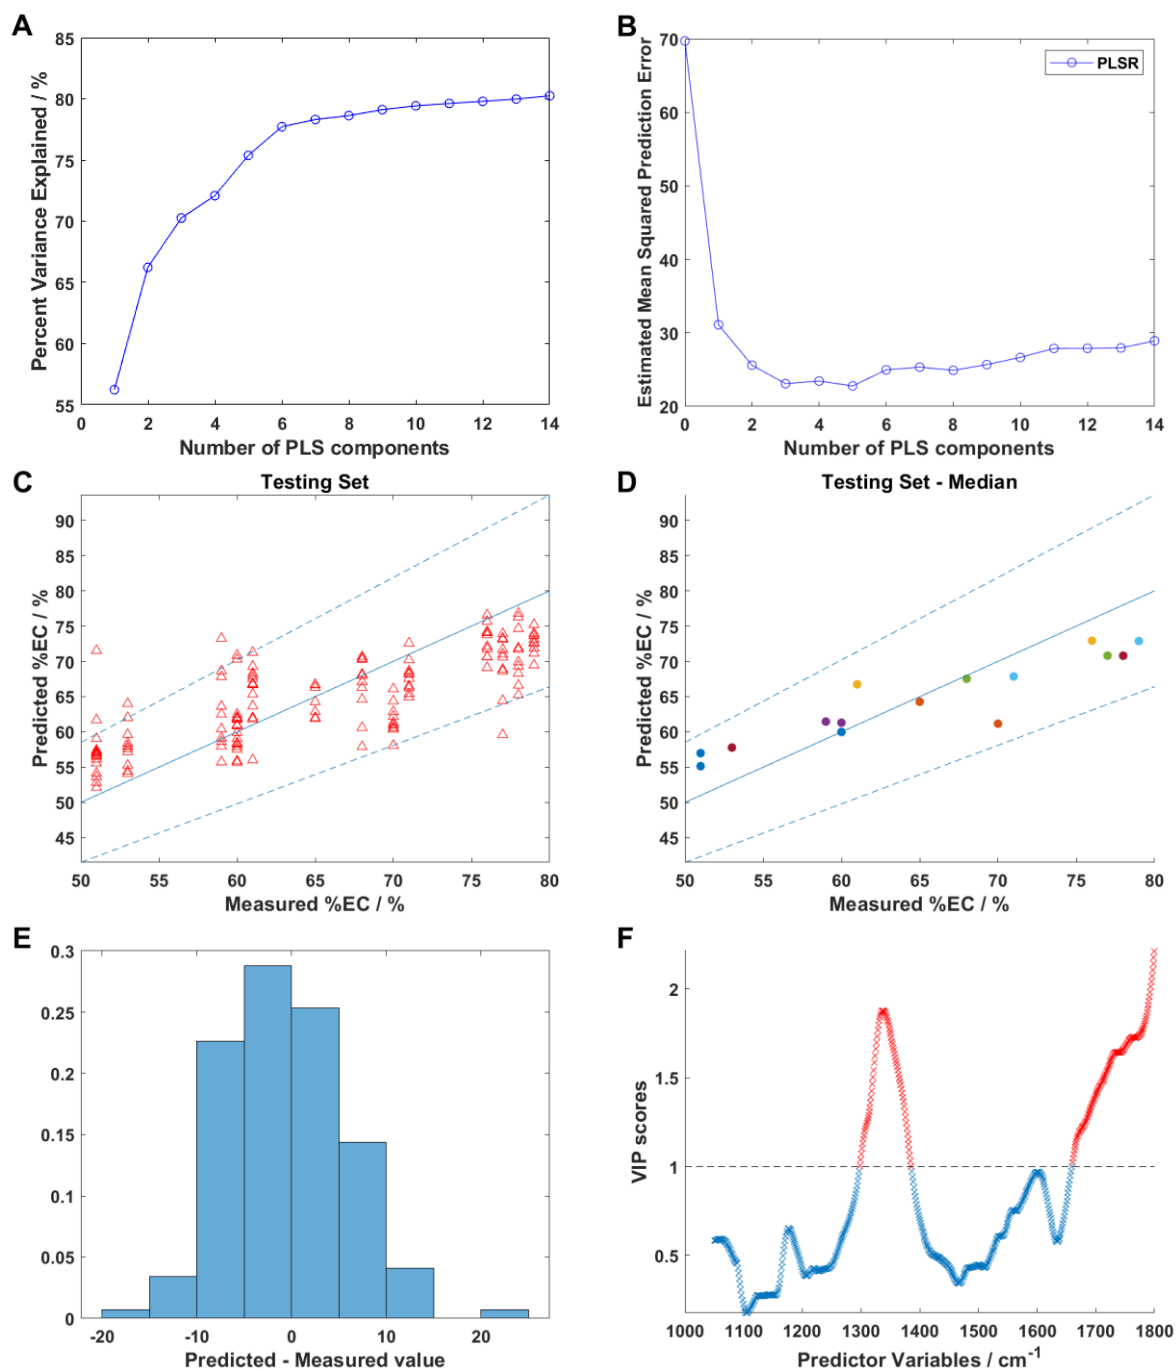 A
85
80
75
70
65
60
55
0 2 4 6 8 10 12 14
Percent Variance Explained / %
Number of PLS components
B
70
60
50
40
30
20
0 2 4 6 8 10 12 14
Estimated Mean Squared Prediction Error
Number of PLS components
PLSR
C
Testing Set
90
85
80
75
70
65
60
55
50
45
50 55 60 65 70 75 80
Predicted %EC / %
Measured %EC / %
D
Testing Set - Median
90
85
80
75
70
65
60
55
50
45
50 55 60 65 70 75 80
Predicted %EC / %
Measured %EC / %
E
0.3
0.25
0.2
0.15
0.1
0.05
0
-20 -10 0 10 20
Predicted - Measured value
F
2
1.5
1
0.5
1000 1100 1200 1300 1400 1500 1600 1700 1800
VIP scores
Predictor Variables / cm⁻¹